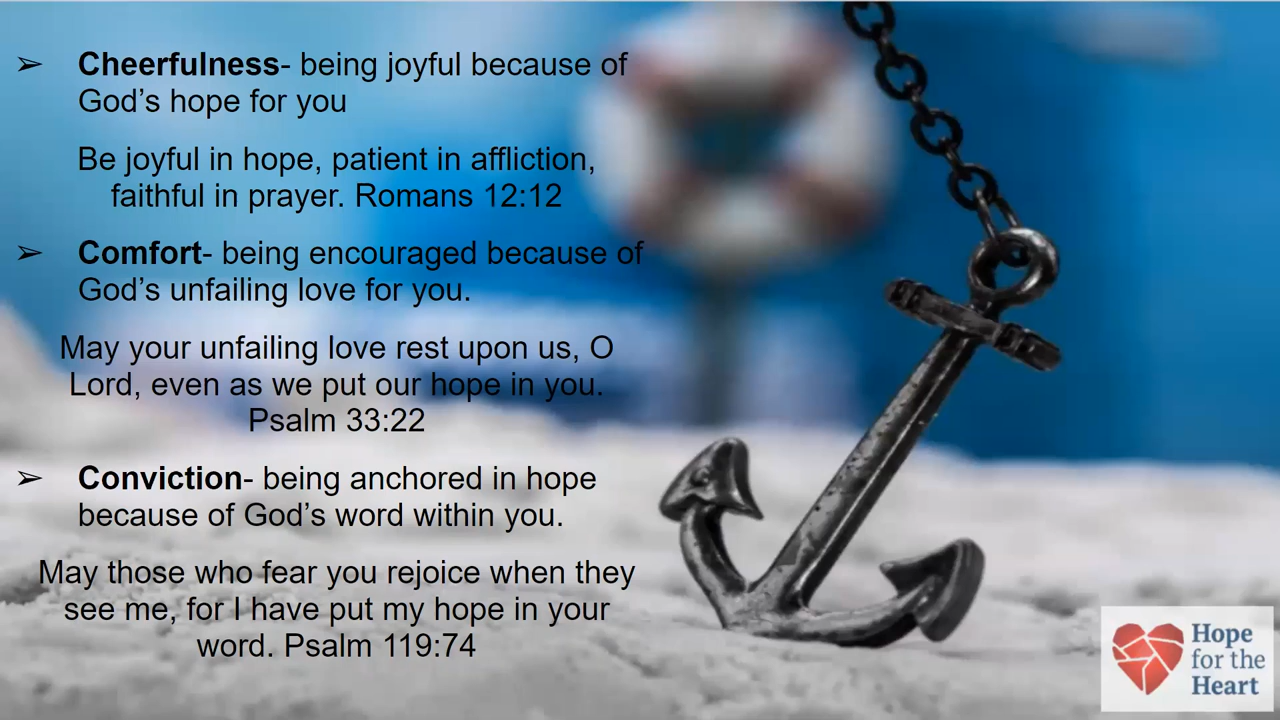 ➢ Cheerfulness- being joyful because of
God’s hope for you
Be joyful in hope, patient in affliction,
faithful in prayer. Romans 12:12
➢ Comfort- being encouraged because of
God’s unfailing love for you.
May your unfailing love rest upon us, O
Lord, even as we put our hope in you.
Psalm 33:22
➢ Conviction- being anchored in hope
because of God’s word within you.
May those who fear you rejoice when they
see me, for I have put my hope in your
word. Psalm 119:74
Hope
for the
Heart